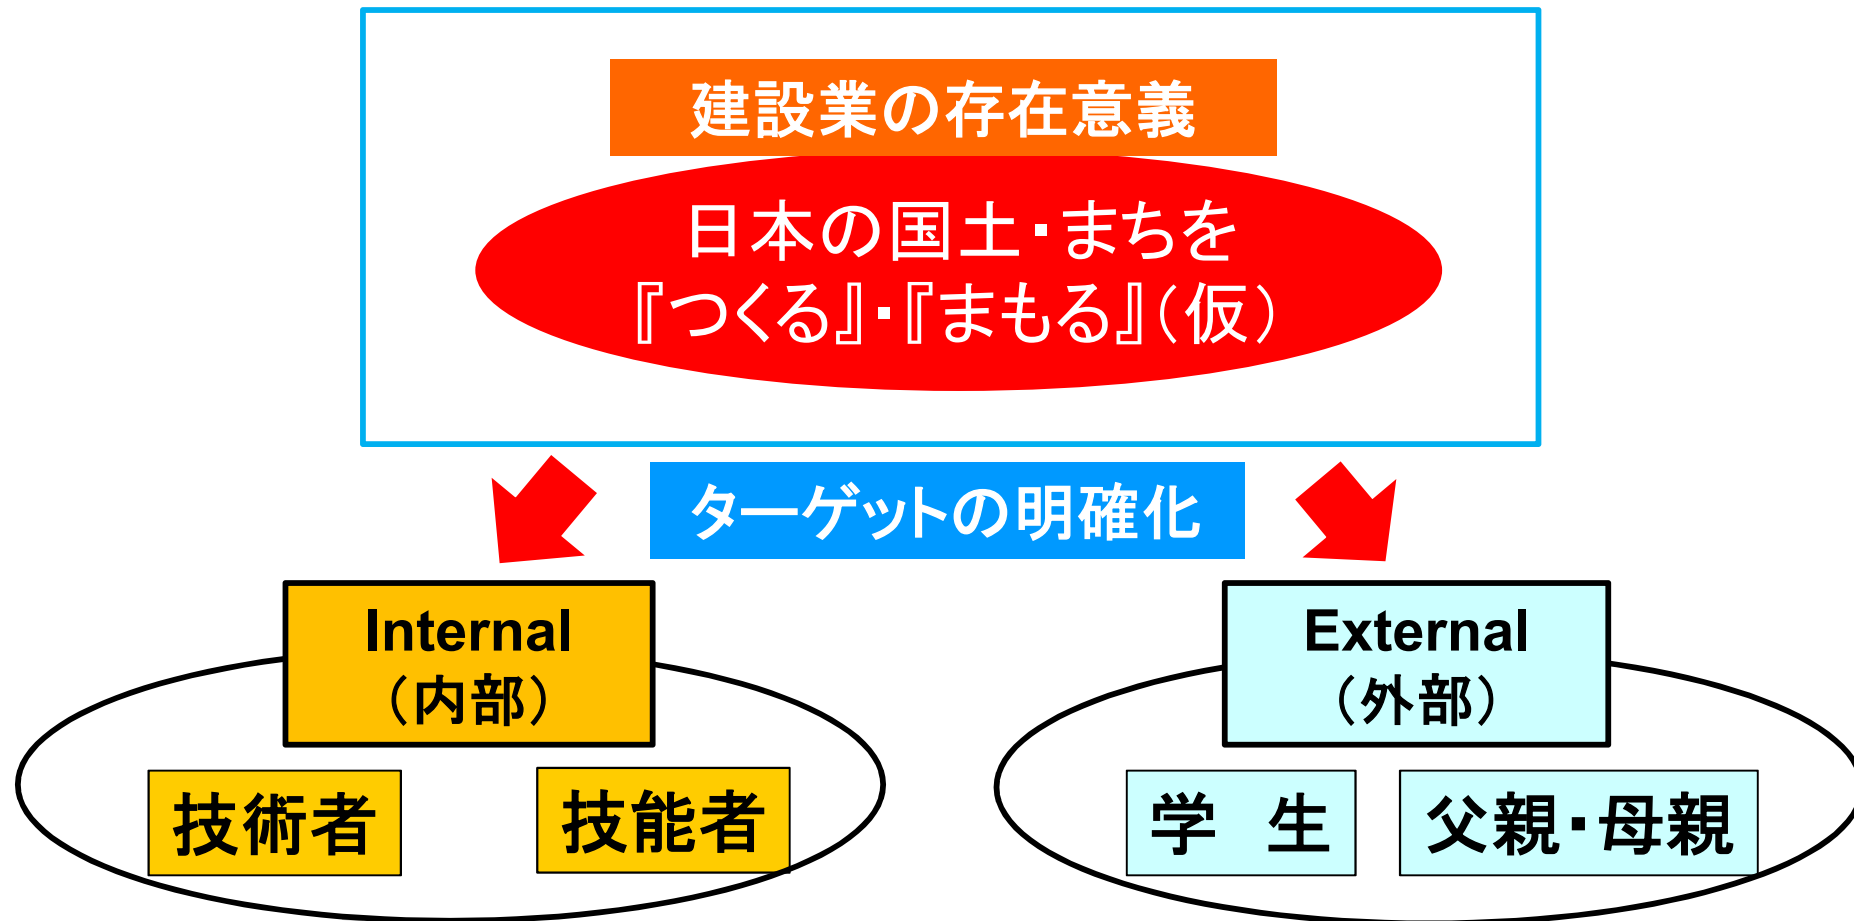 建設業の存在意義
日本の国土・まちを
『つくる』・『まもる』（仮）
ターゲットの明確化
Internal
（内部）
External
（外部）
技術者
技能者
学　生
父親・母親